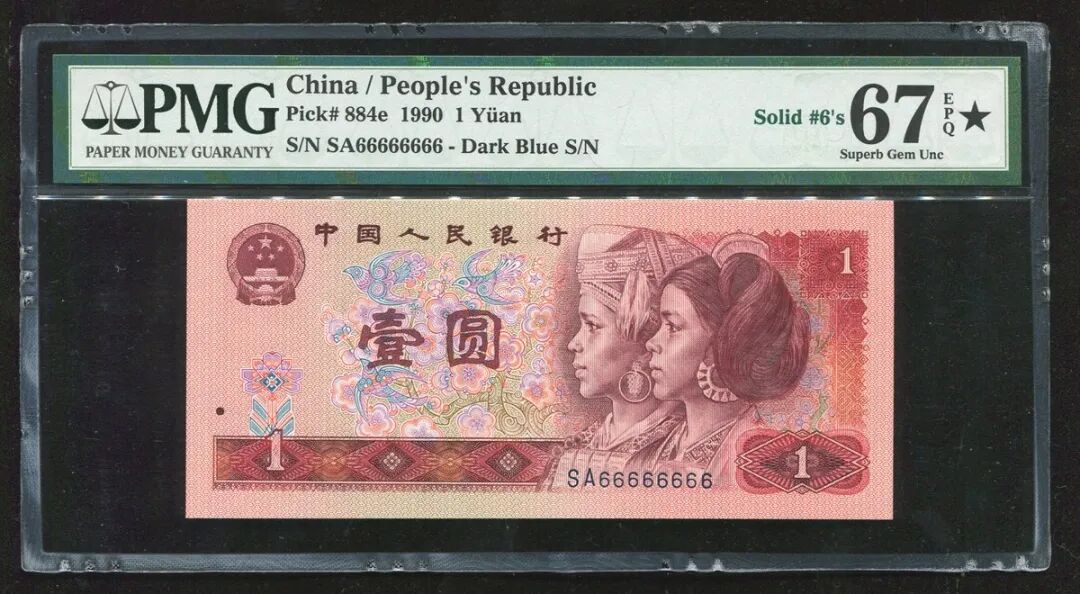 PMG
PAPER MONEY GUARANTY
China / People's Republic
Pick# 884e 1990 1 Yüan
S/N SA66666666 - Dark Blue S/N
Solid #6's
67
EPQ
★
Superb Gem Unc
中国人民银行
1
壹圆
1
SA66666666
1